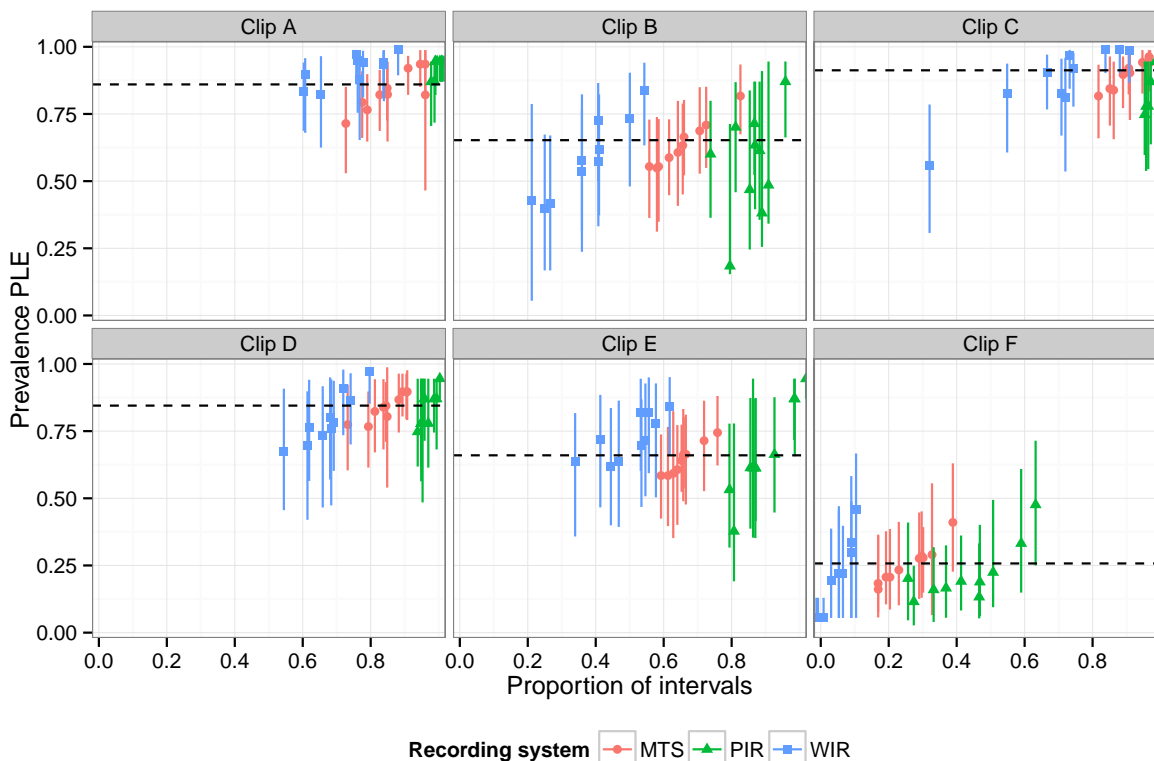 Clip A Clip B Clip C
1.00
0.75
0.50
0.25
0.00
Clip D Clip E Clip F
1.00
0.75
0.50
0.25
0.00
Prevalence PLE
0.0 0.2 0.4 0.6 0.8 0.0 0.2 0.4 0.6 0.8 0.0 0.2 0.4 0.6 0.8
Proportion of intervals
Recording system MTS PIR WIR